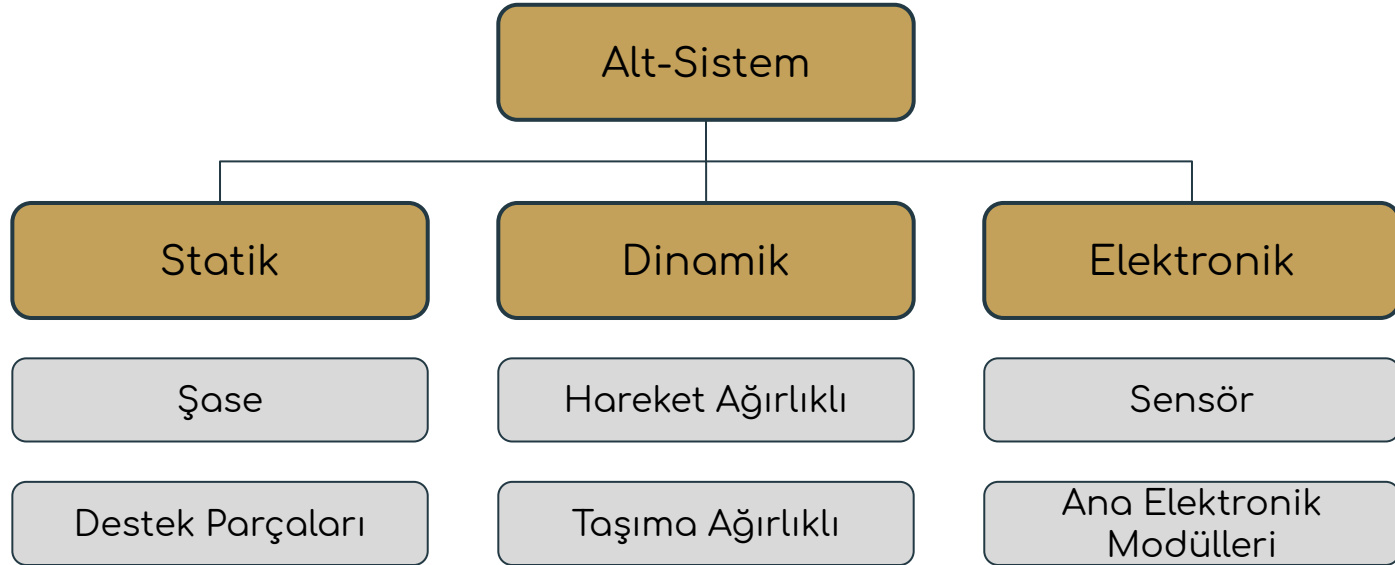 Alt-Sistem
Statik
Dinamik
Elektronik
Şase
Hareket Ağırlıklı
Sensör
Destek Parçaları
Taşıma Ağırlıklı
Ana Elektronik
Modülleri